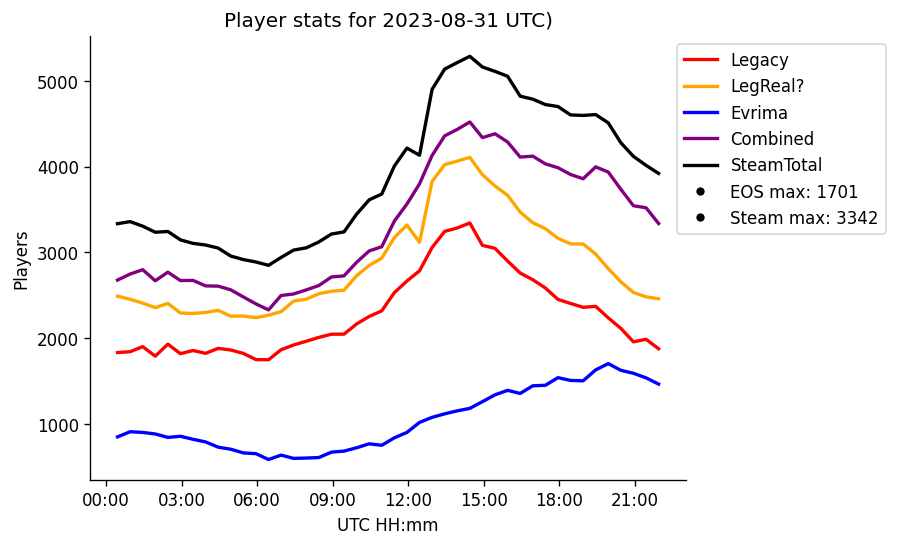 Player stats for 2023-08-31 UTC)
Legacy
LegReal?
Evrima
Combined
SteamTotal
EOS max: 1701
Steam max: 3342
5000
4000
3000
2000
1000
Players
00:00 03:00 06:00 09:00 12:00 15:00 18:00 21:00
UTC HH:mm